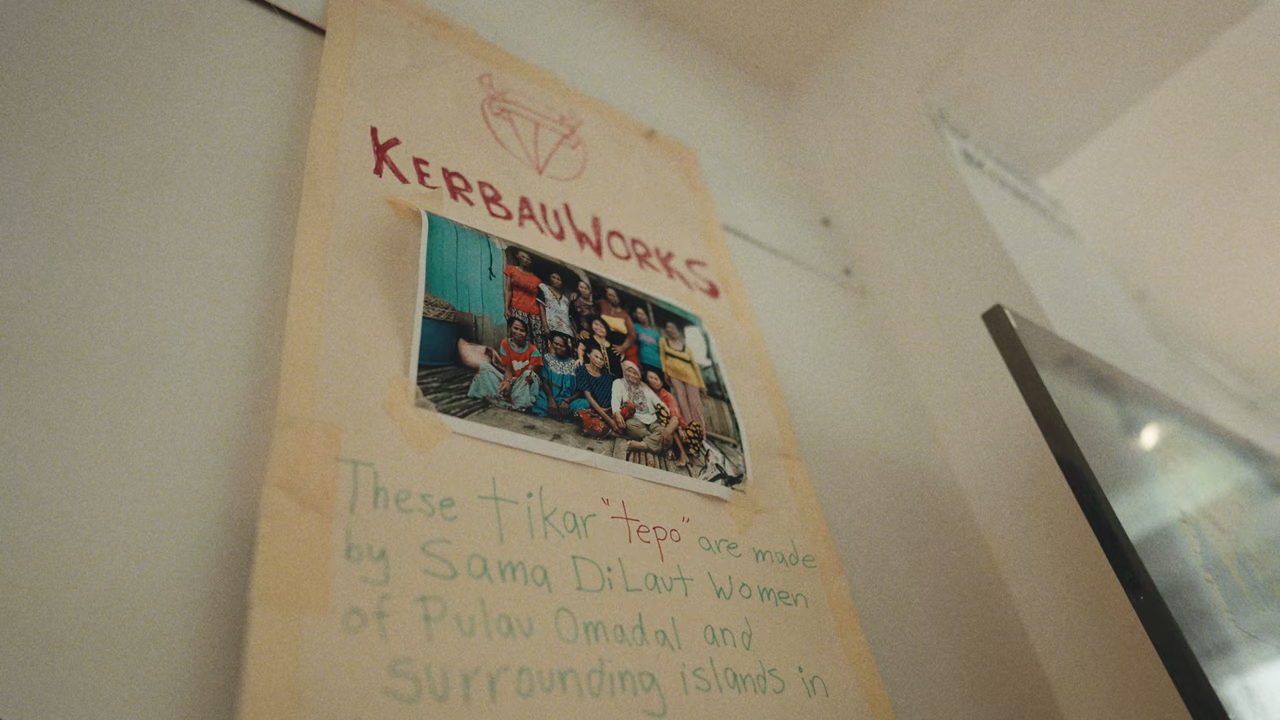 KERBAUWORKS
These tikar "tepo" are made
by Sama DiLaut Women
of Pulau Omadal and
surrounding islands in